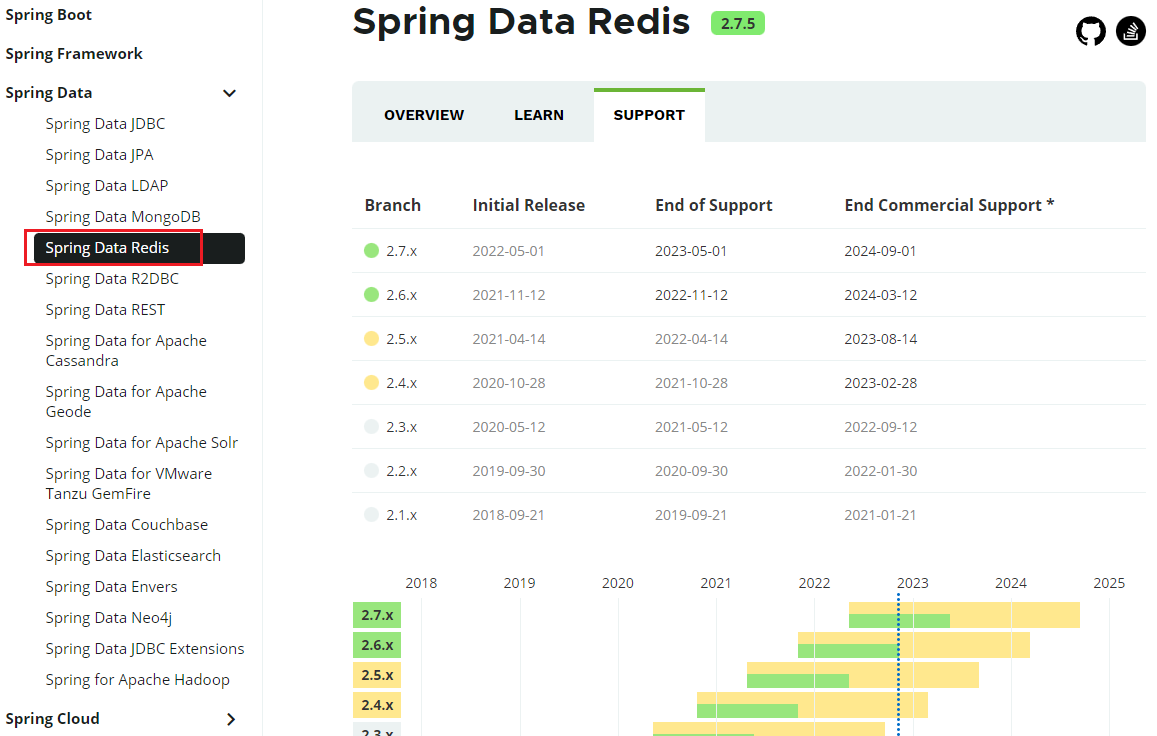 Spring Boot
Spring Framework
Spring Data
Spring Data JDBC
Spring Data JPA
Spring Data LDAP
Spring Data MongoDB
Spring Data Redis
Spring Data R2DBC
Spring Data REST
Spring Data for Apache
Cassandra
Spring Data for Apache
Geode
Spring Data for Apache Solr
Spring Data for VMware
Tanzu GemFire
Spring Data Couchbase
Spring Data Elasticsearch
Spring Data Envers
Spring Data Neo4j
Spring Data JDBC Extensions
Spring for Apache Hadoop
Spring Cloud
Spring Data Redis 2.7.5
OVERVIEW LEARN SUPPORT
Branch Initial Release End of Support End Commercial Support *
2.7.x 2022-05-01 2023-05-01 2024-09-01
2.6.x 2021-11-12 2022-11-12 2024-03-12
2.5.x 2021-04-14 2022-04-14 2023-08-14
2.4.x 2020-10-28 2021-10-28 2023-02-28
2.3.x 2020-05-12 2021-05-12 2022-09-12
2.2.x 2019-09-30 2020-09-30 2022-01-30
2.1.x 2018-09-21 2019-09-21 2021-01-21
2018 2019 2020 2021 2022 2023 2024 2025
2.7.x
2.6.x
2.5.x
2.4.x
2.3.x